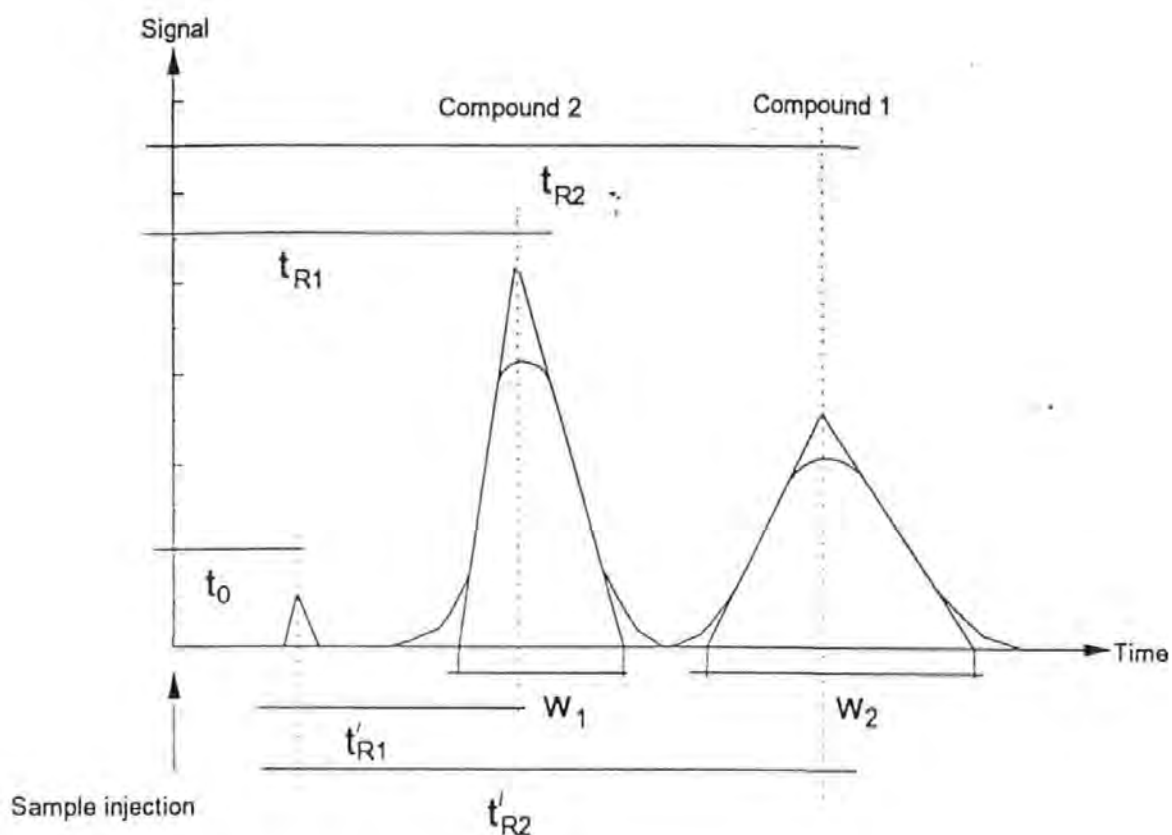 Signal
Compound 2
Compound 1
tR2
tR1
t0
Time
W1
W2
t'R1
Sample injection
t'R2